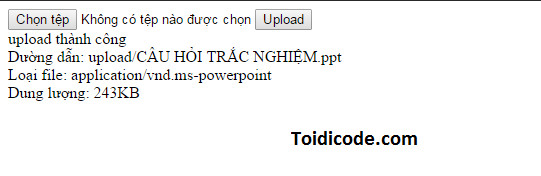 Chọn tệp Không có tệp nào được chọn Upload
upload thành công
Dường dẫn: upload/CÂU HỎI TRẮC NGHIỆM.ppt
Loại file: application/vnd.ms-powerpoint
Dung lượng: 243KB
Toidicode.com